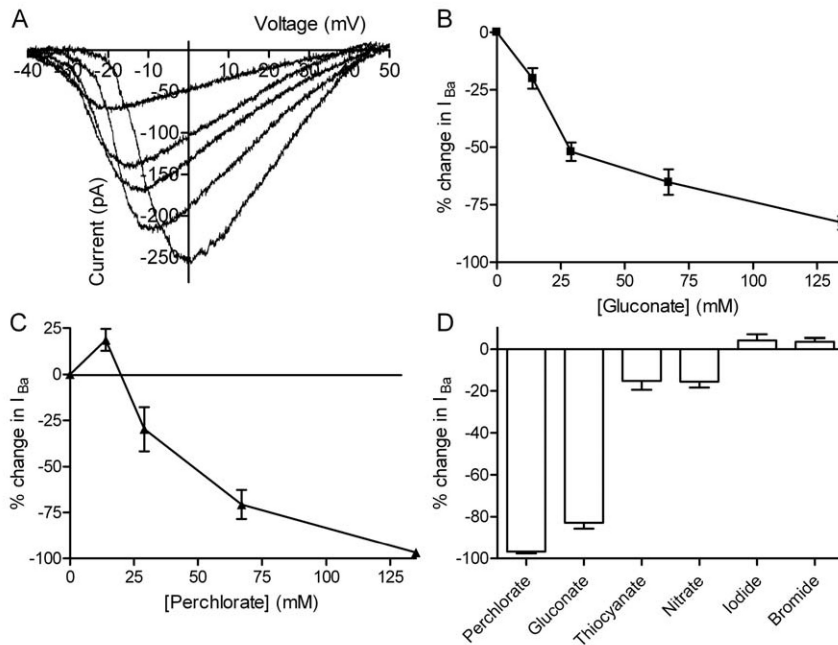 A
Voltage (mV)
-40 -20 -10 10 20 30 40 50
-50
-100
-150
-200
-250
Current (pA)
B
0
-25
-50
-75
-100
% change in I Ba
0 25 50 75 100 125
[Gluconate] (mM)
C
25
0
-25
-50
-75
-100
% change in I Ba
0 25 50 75 100 125
[Perchlorate] (mM)
D
0
-20
-40
-60
-80
-100
% change in I Ba
Perchlorate
Gluconate
Thiocyanate
Nitrate
Iodide
Bromide